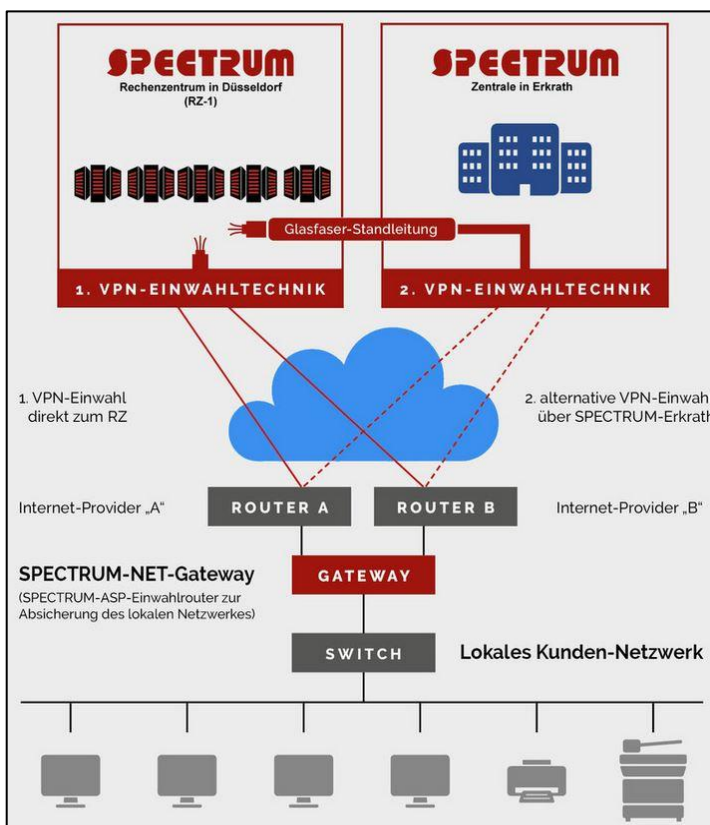 SPECTRUM
Rechenzentrum in Düsseldorf
(RZ-1)
SPECTRUM
Zentrale in Erkrath
Glasfaser-Standleitung
1. VPN-EINWAHLTECHNIK
2. VPN-EINWAHLTECHNIK
1. VPN-Einwahl
direkt zum RZ
2. alternative VPN-Einwah
über SPECTRUM-Erkrath
Internet-Provider „A“
ROUTER A
ROUTER B
Internet-Provider „B“
SPECTRUM-NET-Gateway
(SPECTRUM-ASP-Einwahlrouter zur
Absicherung des lokalen Netzwerkes)
GATEWAY
SWITCH
Lokales Kunden-Netzwerk